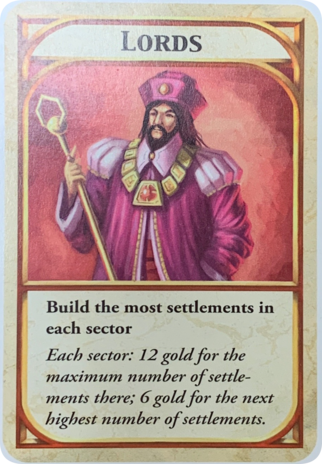 LORDS
Build the most settlements in
each sector
Each sector: 12 gold for the
maximum number of settle-
ments there; 6 gold for the next
highest number of settlements.